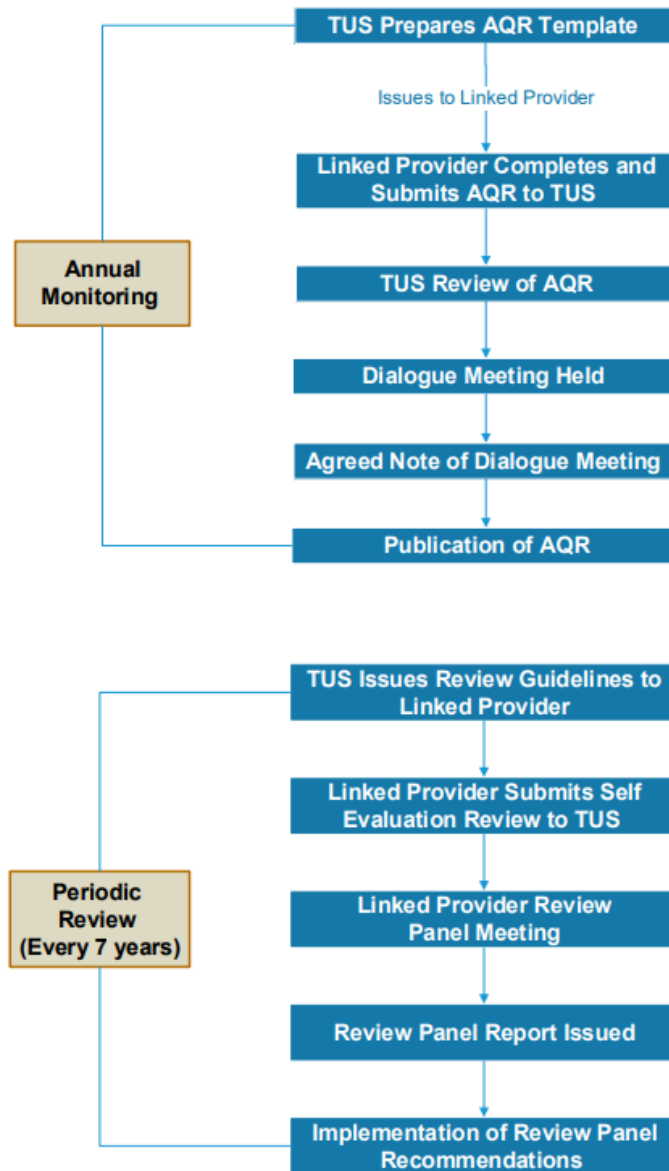 TUS Prepares AQR Template
Issues to Linked Provider
Linked Provider Completes and
Submits AQR to TUS
Annual
Monitoring
TUS Review of AQR
Dialogue Meeting Held
Agreed Note of Dialogue Meeting
Publication of AQR
TUS Issues Review Guidelines to
Linked Provider
Linked Provider Submits Self
Evaluation Review to TUS
Periodic
Review
(Every 7 years)
Linked Provider Review
Panel Meeting
Review Panel Report Issued
Implementation of Review Panel
Recommendations